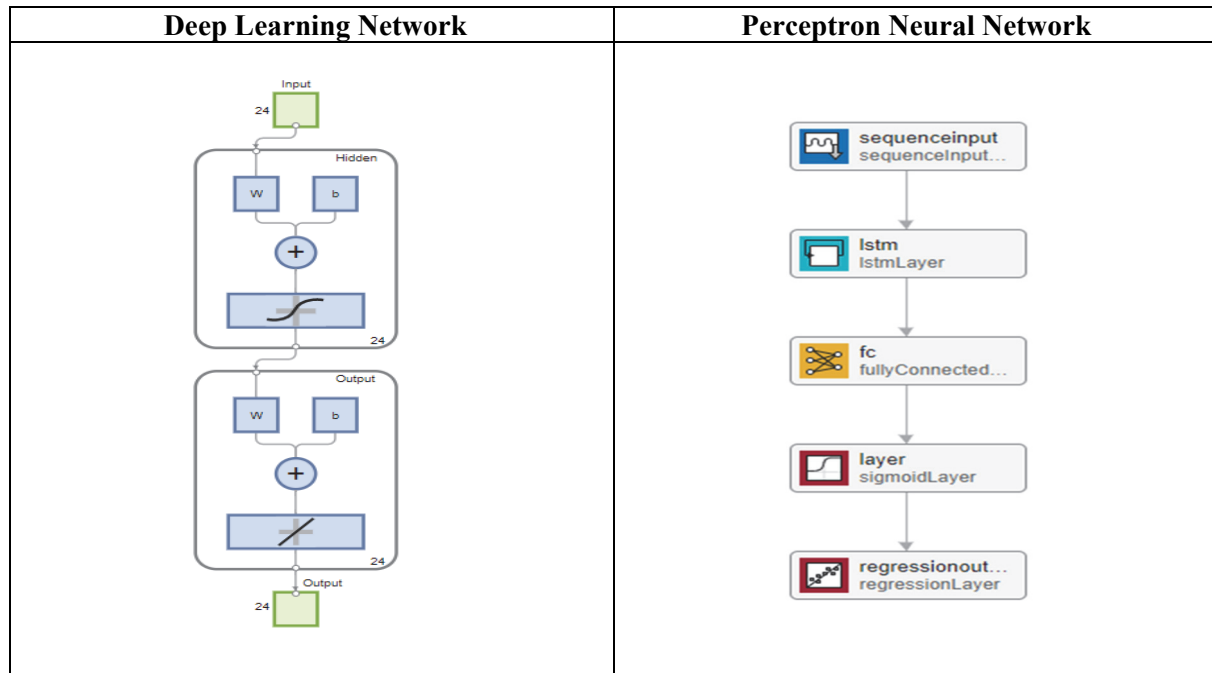 Deep Learning Network
Perceptron Neural Network
Input
24
Hidden
W
b
+
24
Output
W
b
+
24
Output
24
sequenceinput
sequenceInput...
lstm
lstmLayer
fc
fullyConnected...
layer
sigmoidLayer
regressionout...
regressionLayer